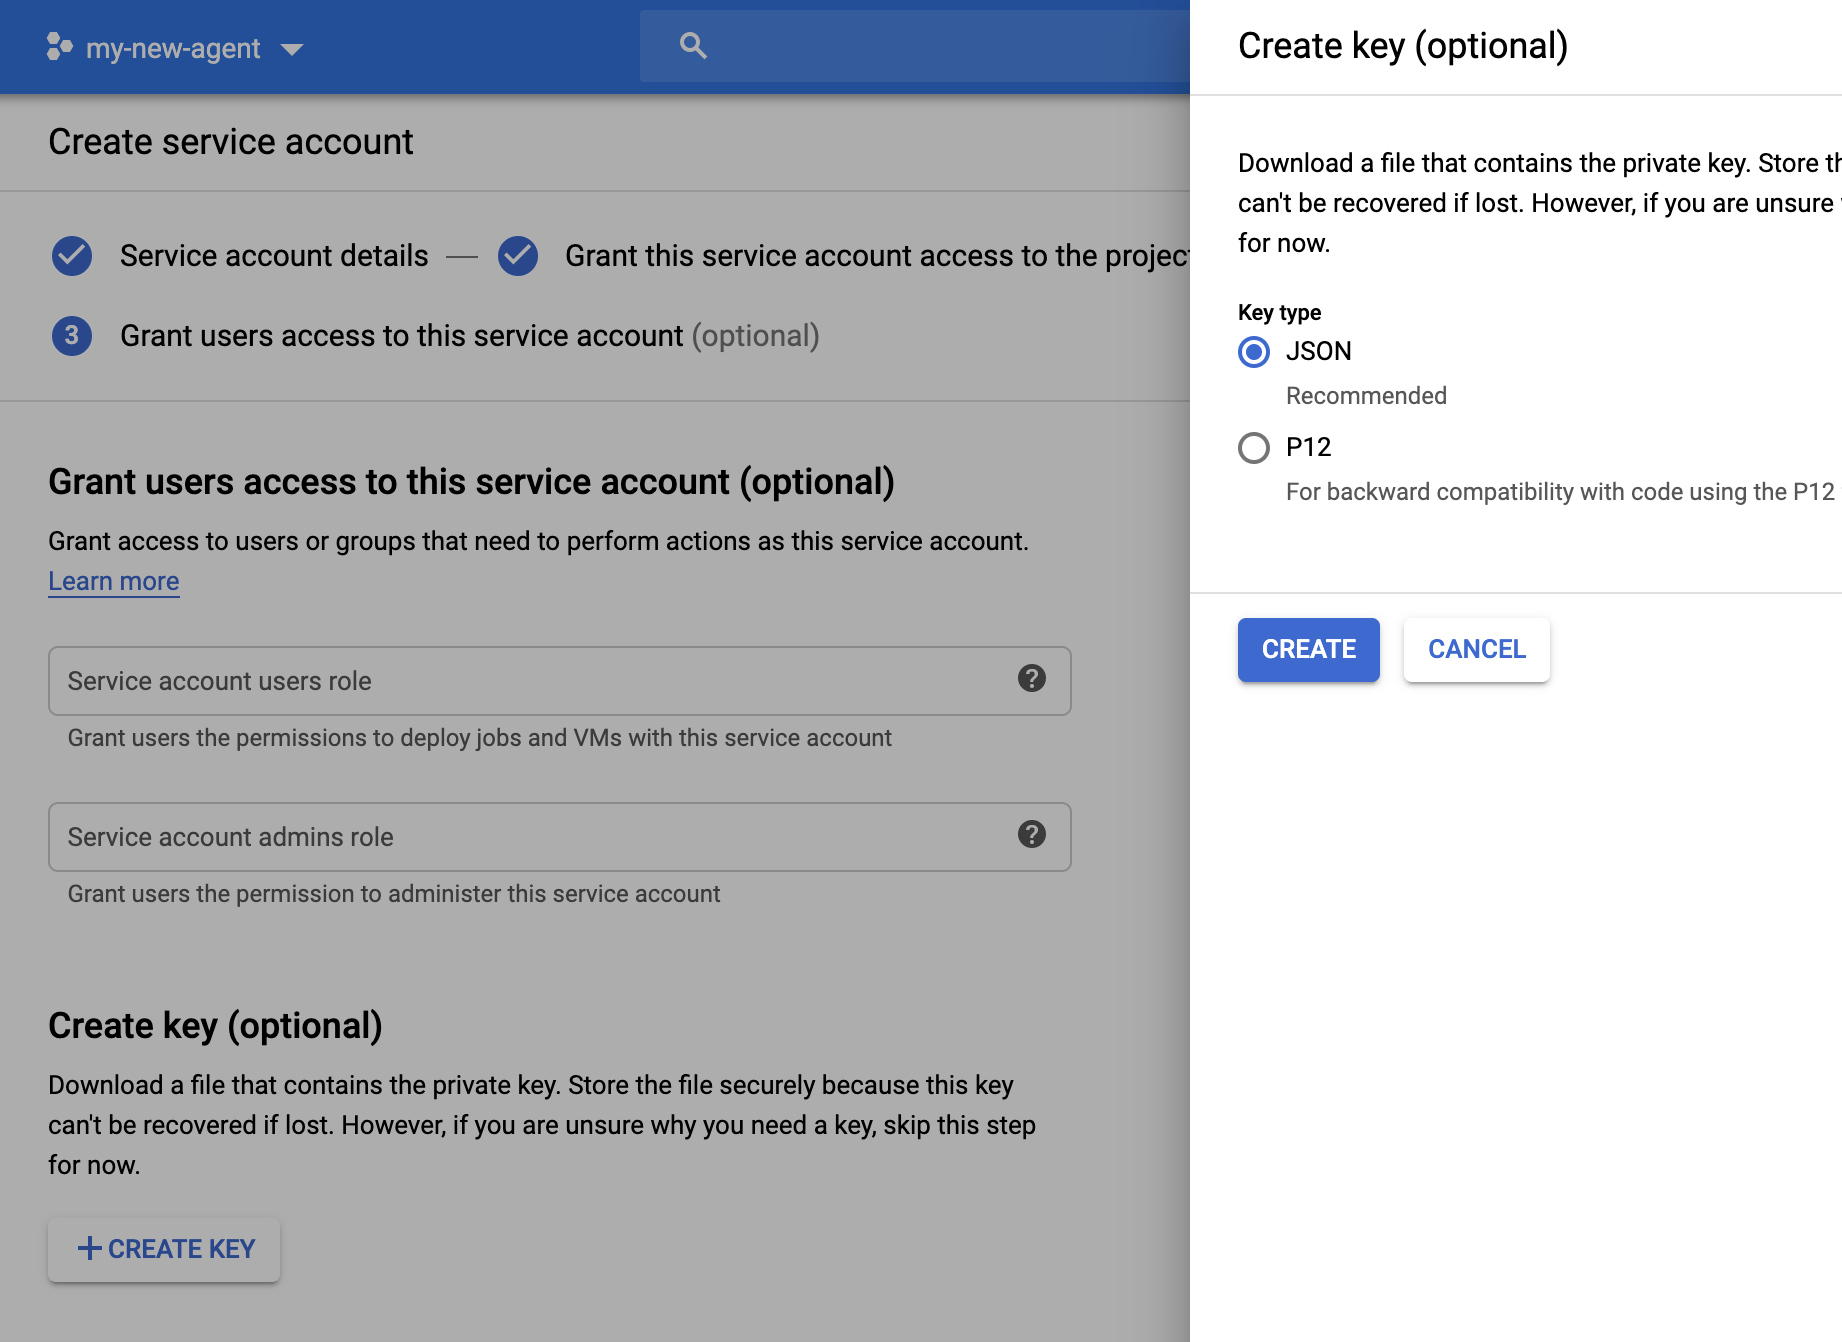 my-new-agent
Create service account
Service account details
Grant this service account access to the project
3
Grant users access to this service account (optional)
Grant users access to this service account (optional)
Grant access to users or groups that need to perform actions as this service account.
Learn more
Service account users role
?
Grant users the permissions to deploy jobs and VMs with this service account
Service account admins role
?
Grant users the permission to administer this service account
Create key (optional)
Download a file that contains the private key. Store the file securely because this key
can't be recovered if lost. However, if you are unsure why you need a key, skip this step
for now.
CREATE KEY
Create key (optional)
Download a file that contains the private key. Store
can't be recovered if lost. However, if you are unsure
for now.
Key type
JSON
Recommended
P12
For backward compatibility with code using the P12
CREATE
CANCEL